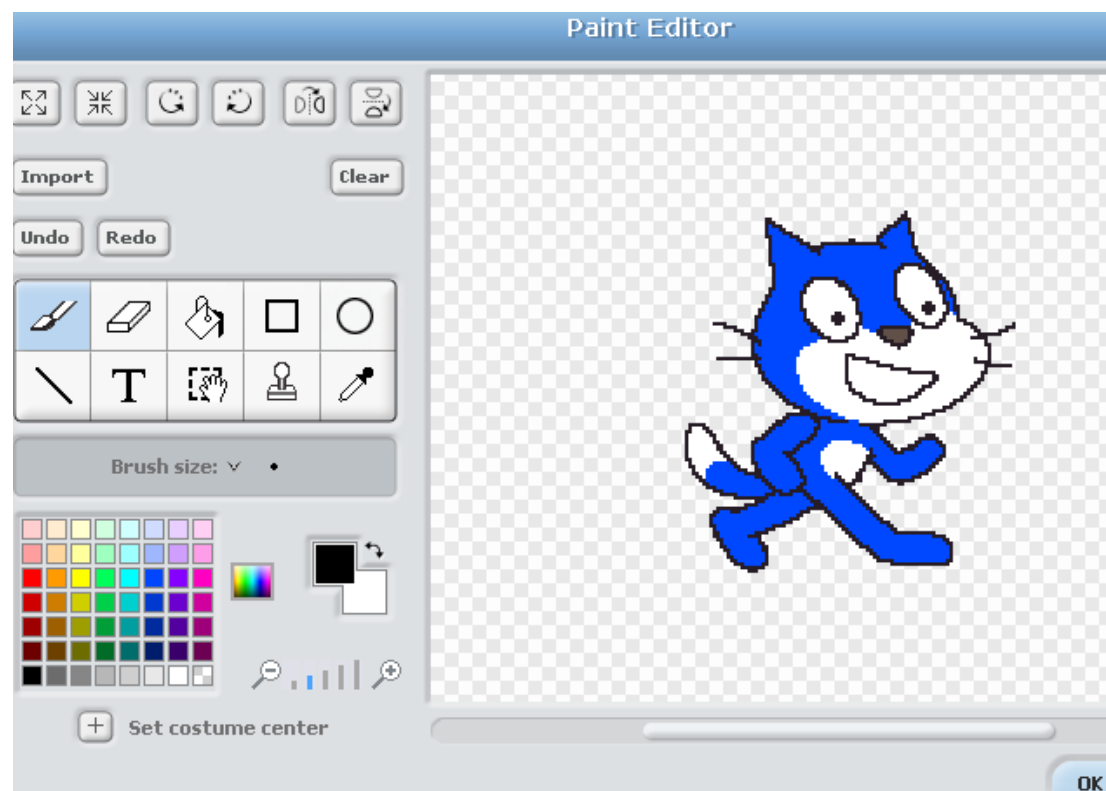 Paint Editor
Import
Clear
Undo
Redo
T
Brush size:
Set costume center
OK